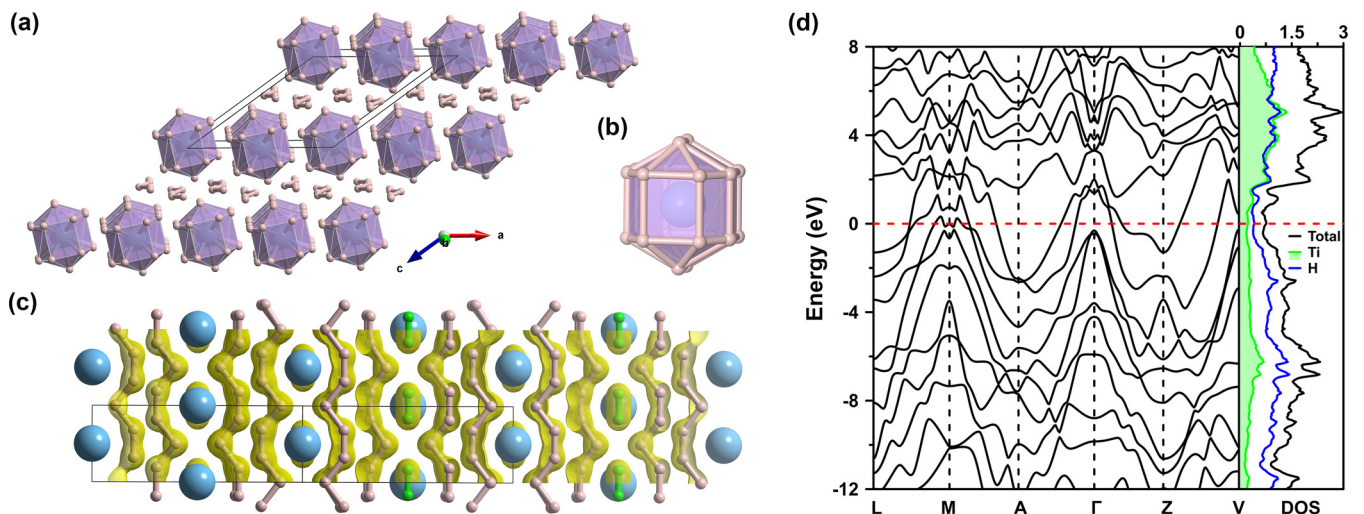 (a)
(b)
a
b
c
(c)
(d)
0 1.5 3
8
4
0
-4
-8
-12
Energy (eV)
Total
Ti
H
L M A Γ Z V DOS